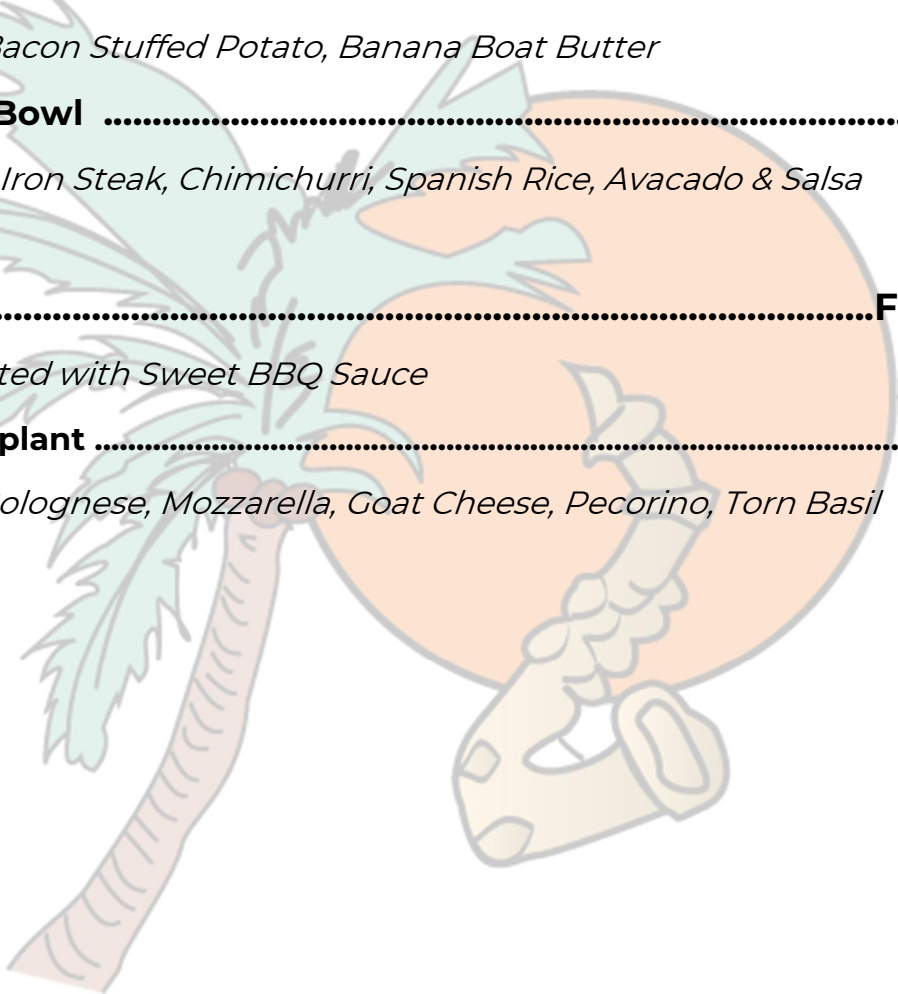 Bacon Stuffed Potato, Banana Boat Butter
Bowl ................................................................................
Iron Steak, Chimichurri, Spanish Rice, Avacado & Salsa
................................................................................F
ted with Sweet BBQ Sauce
plant ................................................................................
olognese, Mozzarella, Goat Cheese, Pecorino, Torn Basil